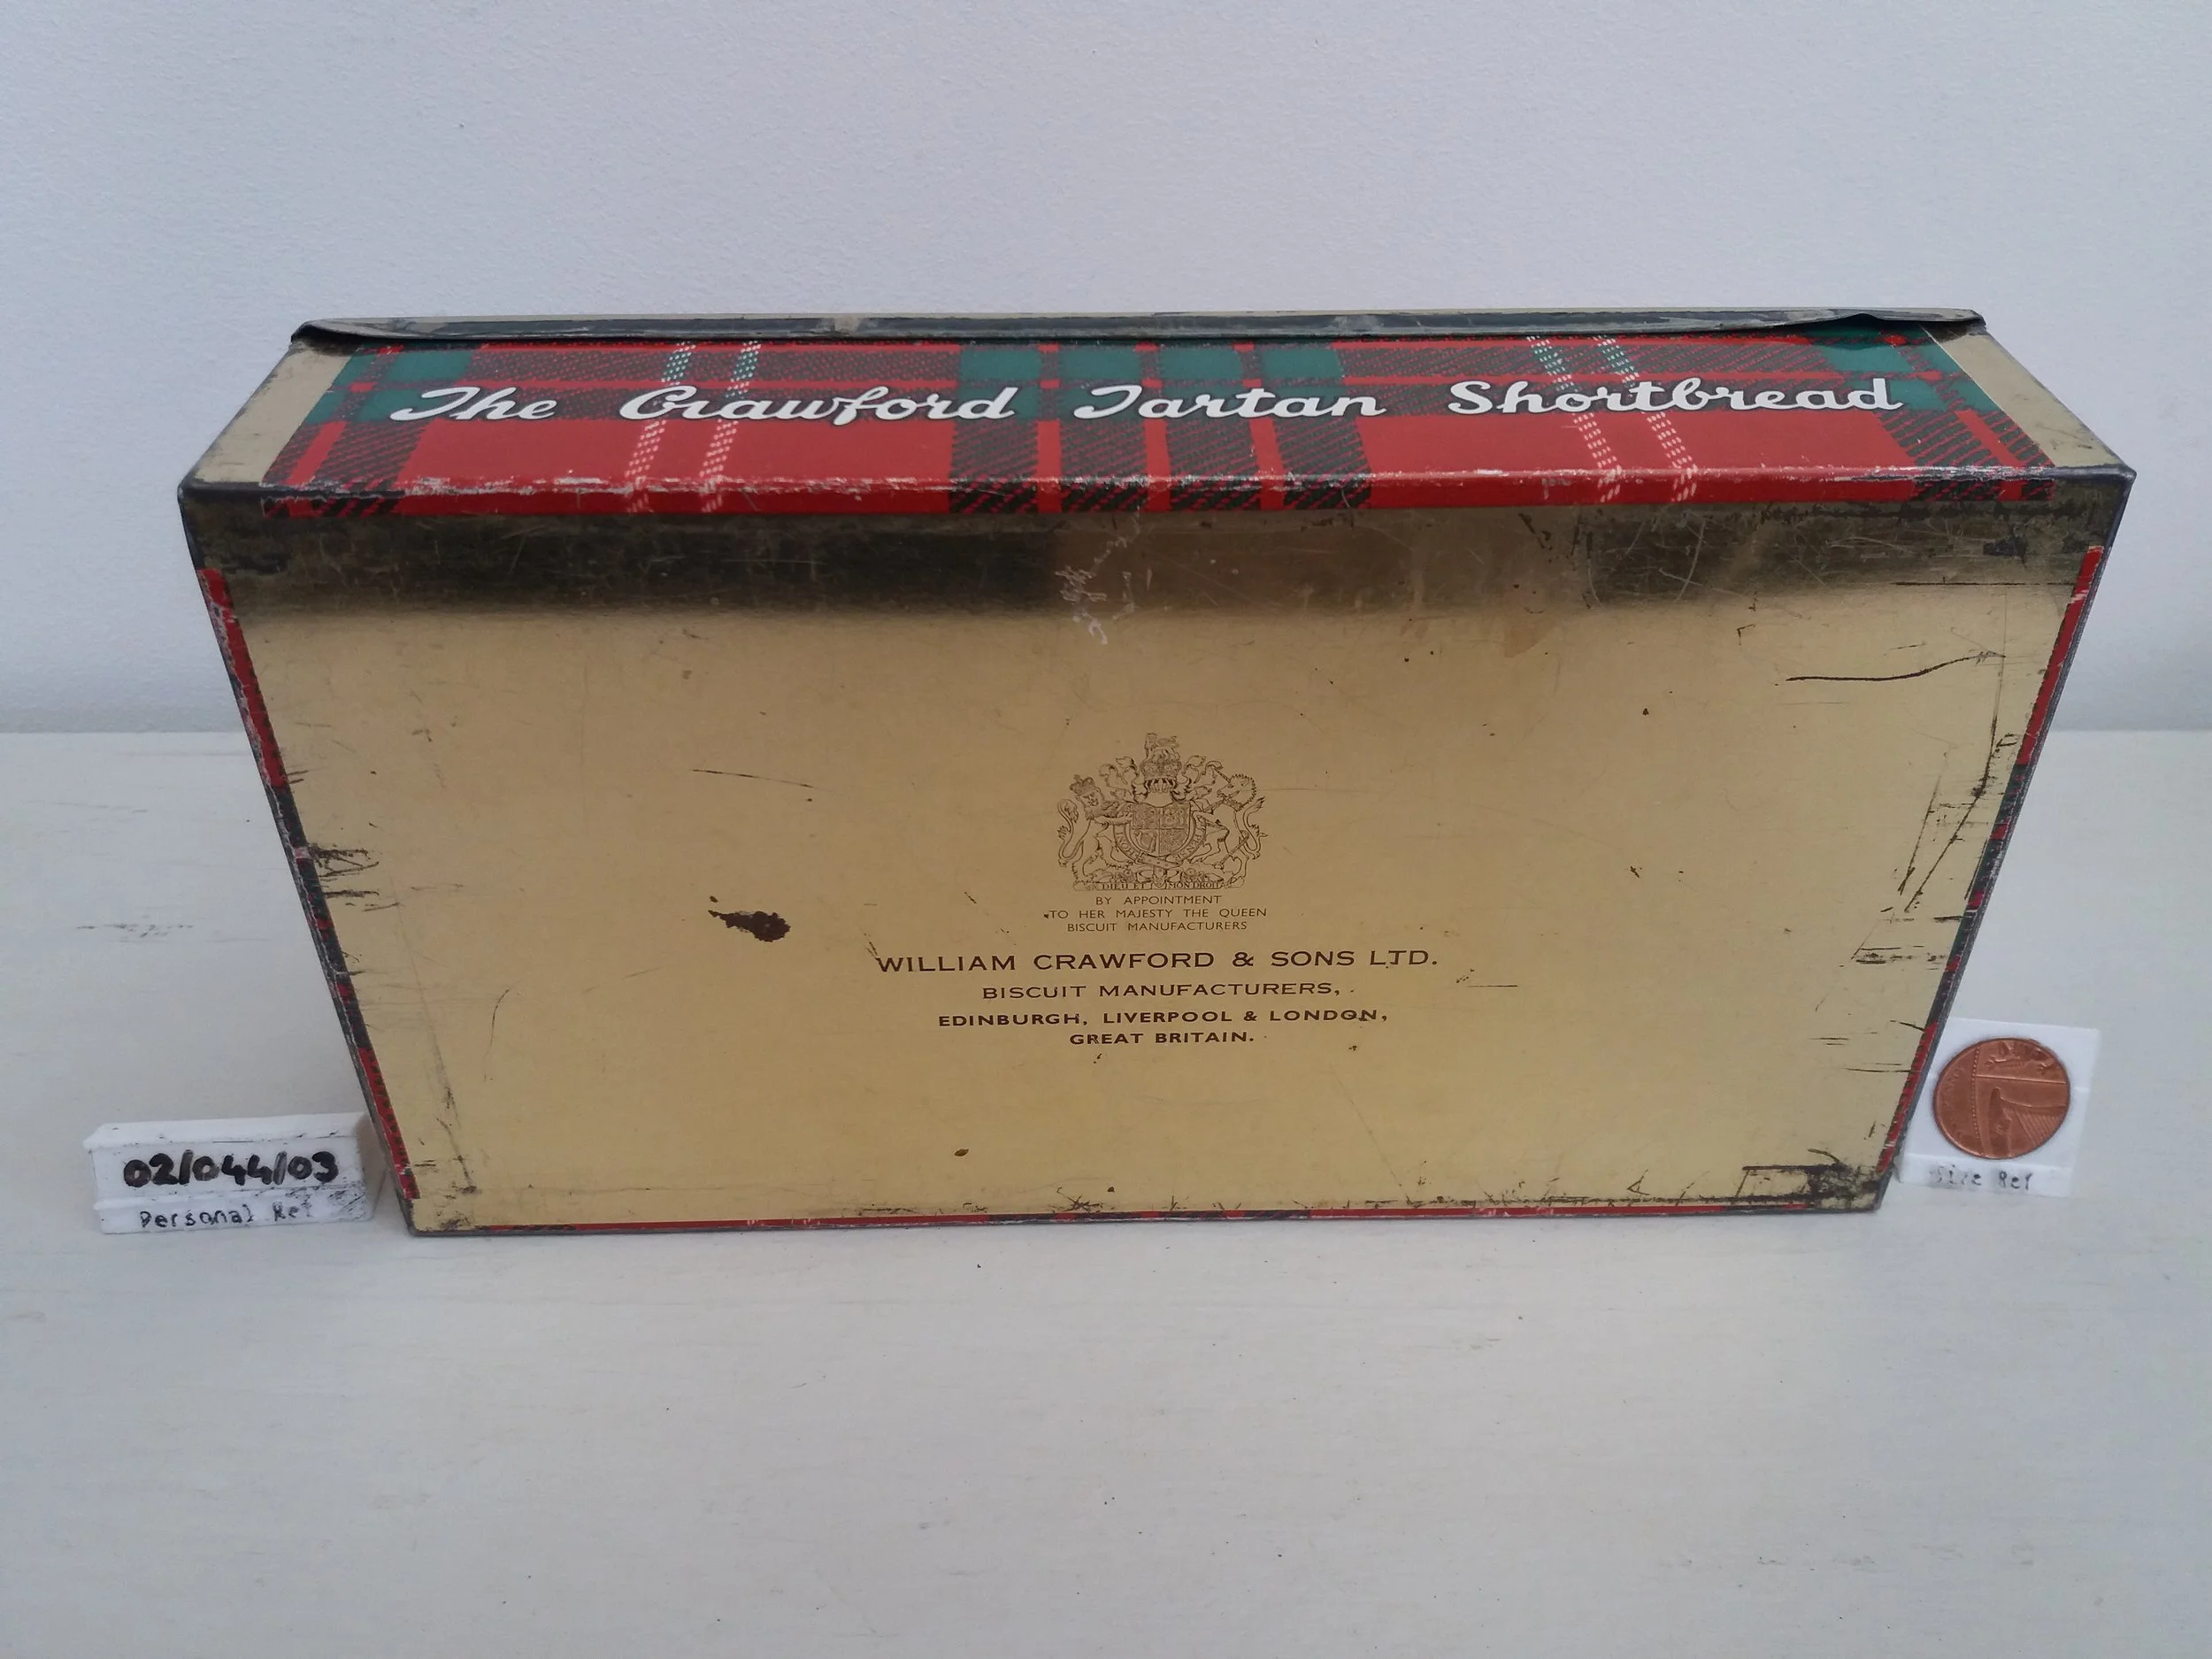 The Crawford Tartan Shortbread
DIEU ET MON DROIT
BY APPOINTMENT
TO HER MAJESTY THE QUEEN
BISCUIT MANUFACTURERS
WILLIAM CRAWFORD & SONS LTD.
BISCUIT MANUFACTURERS,
EDINBURGH, LIVERPOOL & LONDON,
GREAT BRITAIN.
02/044/03
Personal Ref
Size Ref